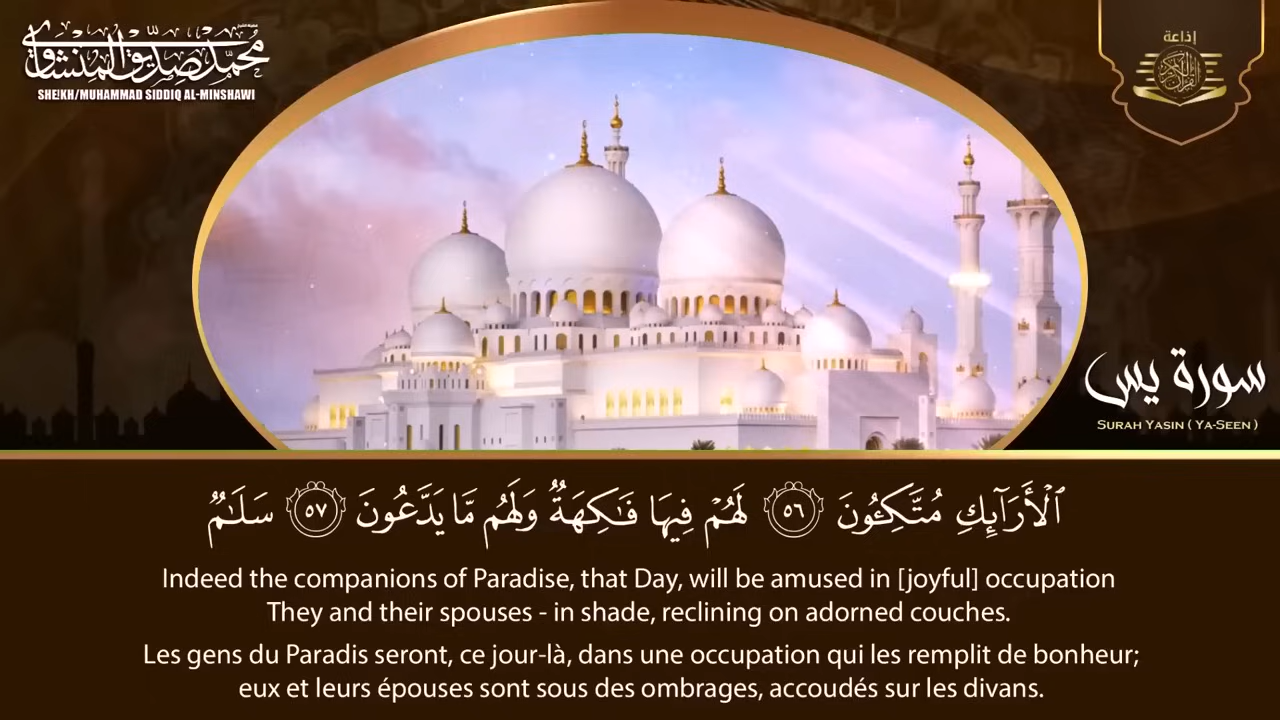 محمد صديق المنشاوي
SHEIKH/MUHAMMAD SIDDIQ AL-MINSHAWI
إذاعة
القرآن الكريم
سورة يس
SURAH YASIN ( YA-SEEN )
ٱلْأَرَآئِكِ مُتَّكِـُٔونَ ٥٦ لَهُمْ فِيهَا فَـٰكِهَةٌ وَلَهُم مَّا يَدَّعُونَ ٥٧ سَلَـٰمٌ
Indeed the companions of Paradise, that Day, will be amused in [joyful] occupation
They and their spouses - in shade, reclining on adorned couches.
Les gens du Paradis seront, ce jour-là, dans une occupation qui les remplit de bonheur;
eux et leurs épouses sont sous des ombrages, accoudés sur les divans.